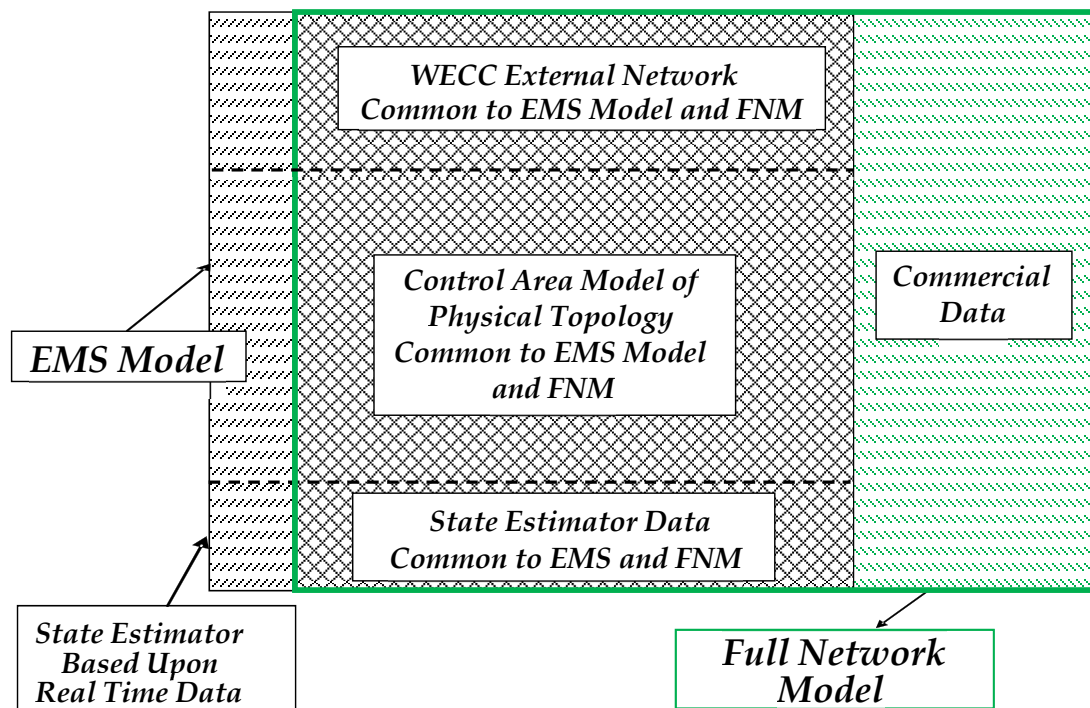 WECC External Network
Common to EMS Model and FNM
Control Area Model of
Physical Topology
Common to EMS Model
and FNM
Commercial
Data
EMS Model
State Estimator Data
Common to EMS and FNM
State Estimator
Based Upon
Real Time Data
Full Network
Model